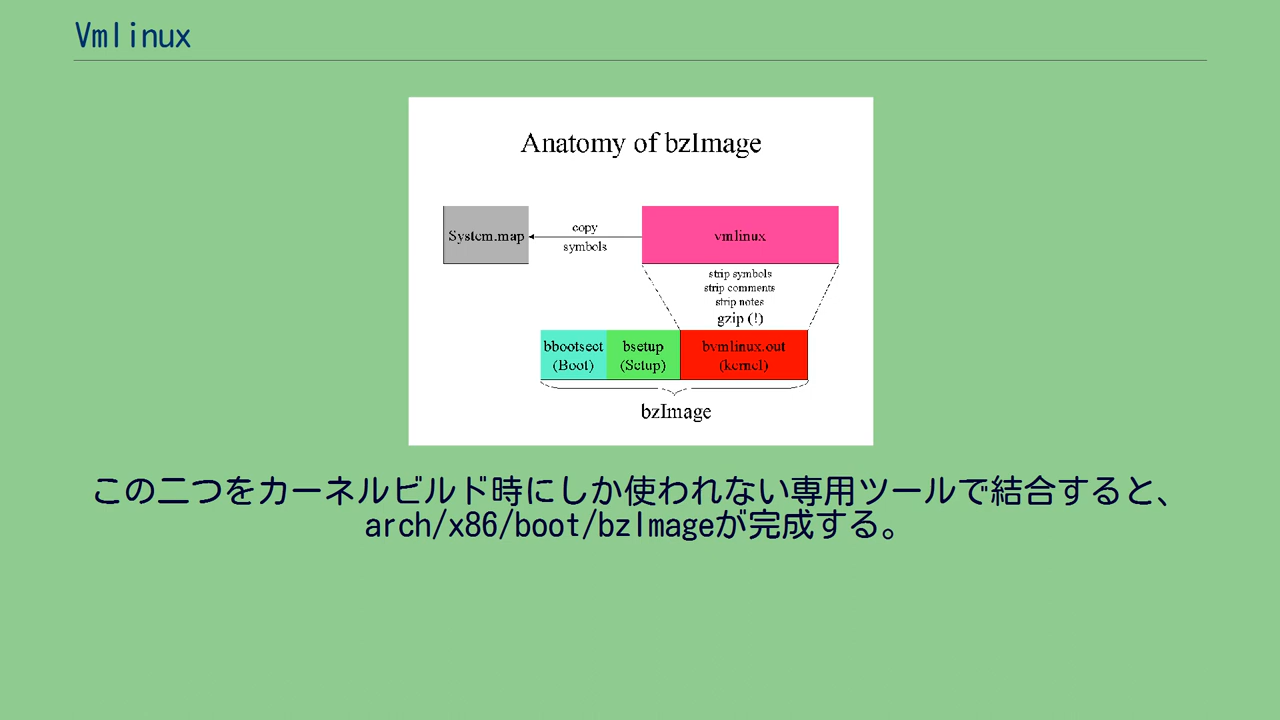 Vmlinux
Anatomy of bzImage
System.map
copy
symbols
vmlinux
strip symbols
strip comments
strip notes
gzip (!)
bbootsect
(Boot)
bsetup
(Setup)
bvmlinux.out
(kernel)
bzImage
この二つをカーネルビルド時にしか使われない専用ツールで結合すると、
arch/x86/boot/bzImageが完成する。